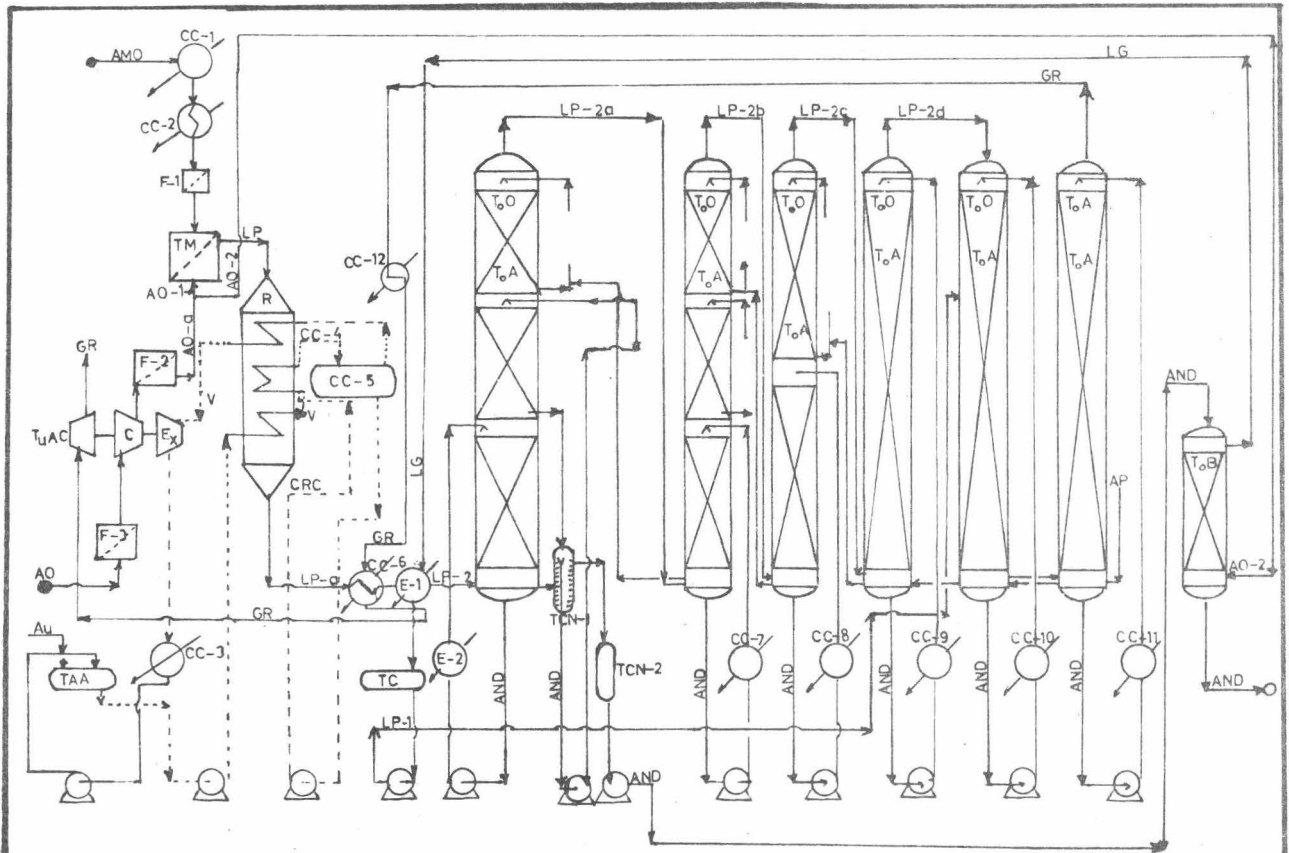 CC-1
AMO
LG
GR
LP-2a
LP-2b
LP-2c
LP-2d
CC-2
F-1
TₒO
TₒO
TₒO
TₒO
TₒO
TₒA
TM
LP
AO-2
CC-12
AO-1
R
TₒA
TₒA
TₒA
TₒA
TₒA
AO-a
CC-4
TₒA
GR
F-2
CC-5
AND
V
V
TuAC
C
Ex
LG
TₒB
CRC
AP
F-3
GR
CC-6
AO
LP-a
E-1
LP-2
AO-2
GR
TCN-1
Au
CC-3
CC-7
CC-8
CC-9
CC-10
CC-11
TAA
TC
E-2
TCN-2
AND
AND
AND
AND
AND
AND
AND
AND
LP-1
AND